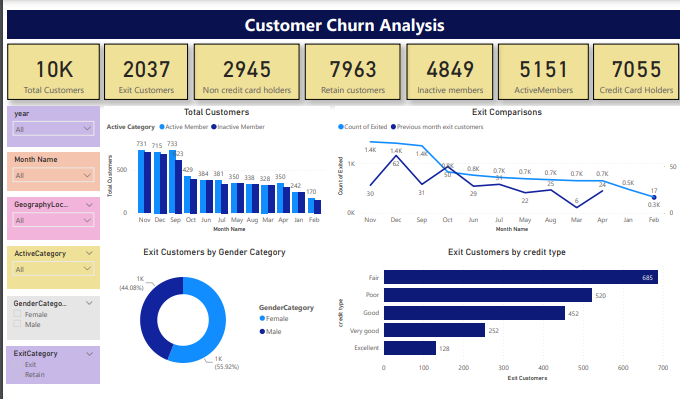 Customer Churn Analysis
10K
Total Customers
2037
Exit Customers
2945
Non credit card holders
7963
Retain customers
4849
Inactive members
5151
ActiveMembers
7055
Credit Card Holders
year
All
Month Name
All
GeographyLoc...
All
ActiveCategory
All
GenderCatego...
Female
Male
ExitCategory
Exit
Retain
Total Customers
Active Category Active Member Inactive Member
Total Customers
500
0
731 715 733 429 384 381 350 338 328 350 242 170
Nov Dec Sep Oct Jun Jul May Aug Mar Apr Jan Feb
Month Name
Exit Comparisons
Count of Exited Previous month exit customers
Count of Exited
1K
0K
50
0
1.4K 1.4K 1.4K 0.8K 0.8K 0.7K 0.7K 0.7K 0.7K 0.7K 0.5K 0.3K
30 62 31 50 29 31 22 25 6 24 17
Nov Dec Sep Oct Jun Jul May Aug Mar Apr Jan Feb
Month Name
Exit Customers by Gender Category
1K
(44.08%)
1K
(55.92%)
GenderCategory
Female
Male
Exit Customers by credit type
credit type
Fair 685
Poor 520
Good 452
Very good 252
Excellent 128
0 100 200 300 400 500 600 700
Exit Customers